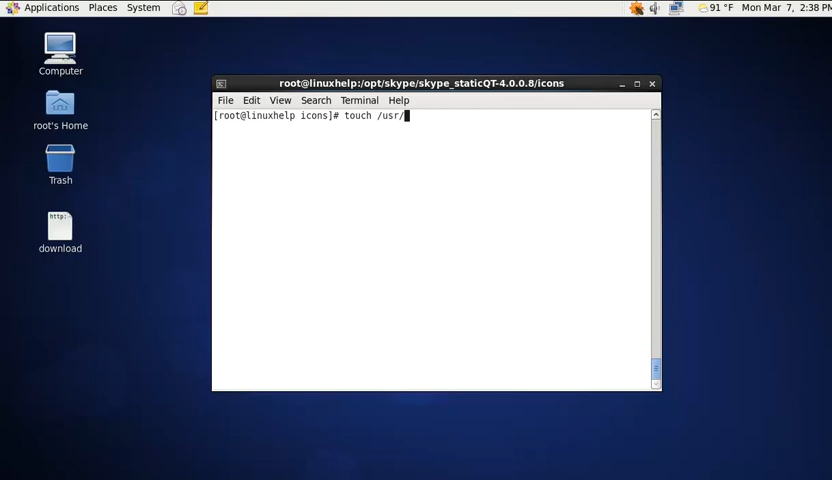 Applications Places System 91 °F Mon Mar 7, 2:38 PM
Computer
root's Home
Trash
http:
download
root@linuxhelp:/opt/skype/skype_staticQT-4.0.0.8/icons
File Edit View Search Terminal Help
[root@linuxhelp icons]# touch /usr/